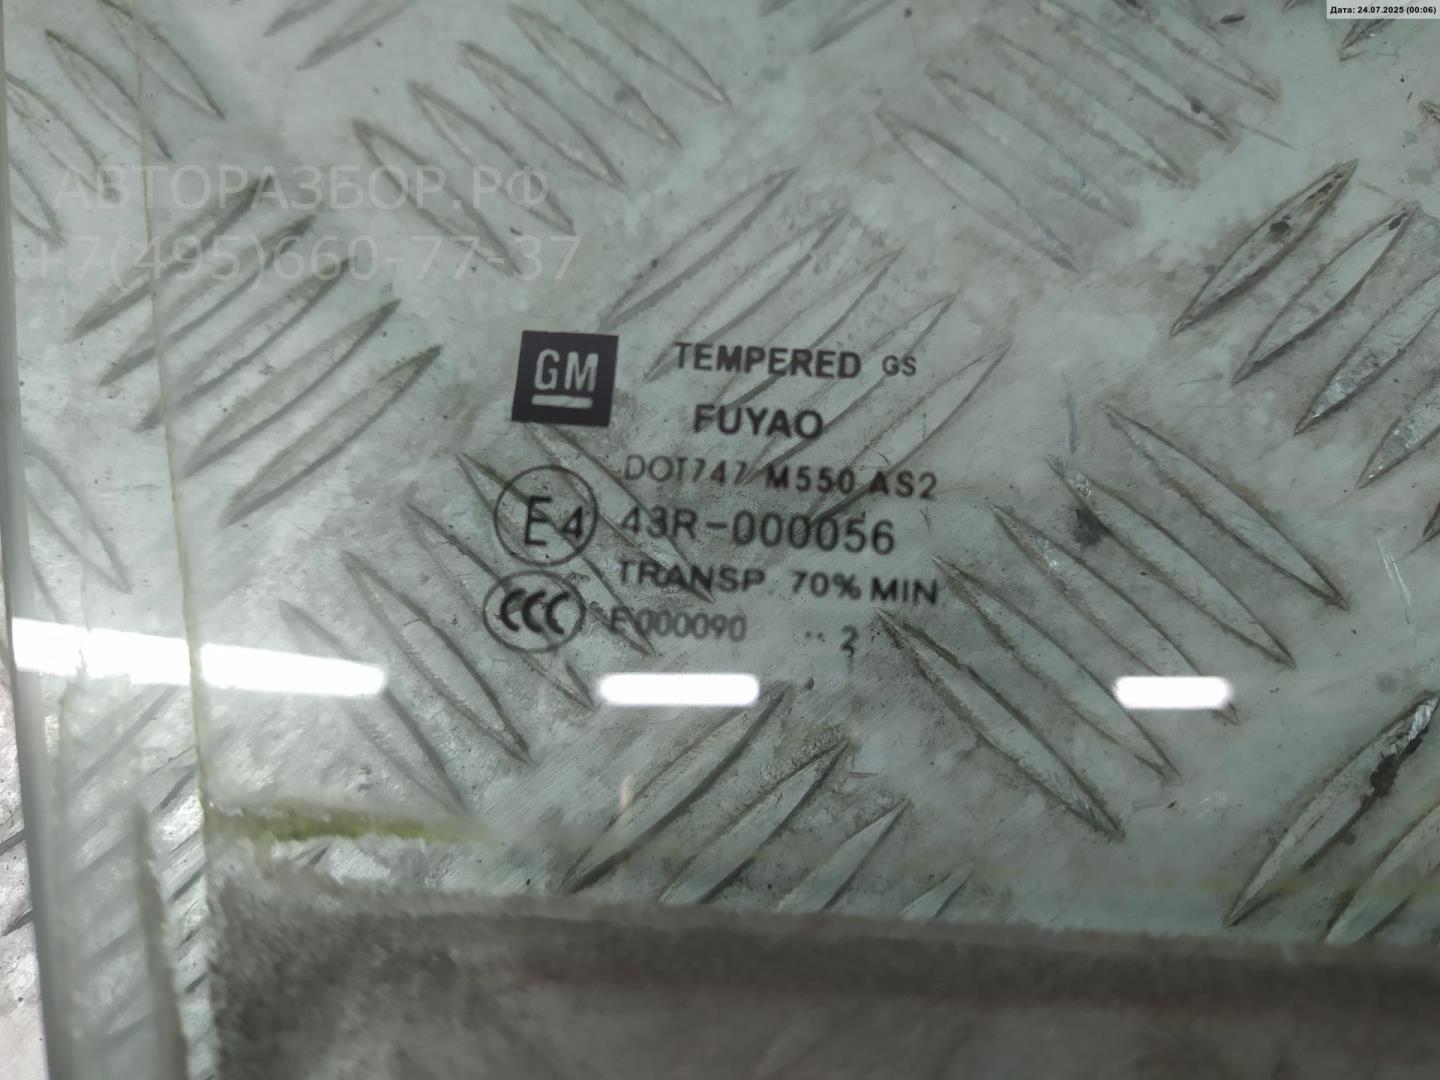 Дата: 24.07.2025 (00:06)
АВТОРАЗБОР.РФ
+7(495)660-77-37
GM
TEMPERED GS
FUYAO
DOT747 M550 AS2
E4 43R-000056
TRANSP. 70% MIN
CCC E000090 .. 2